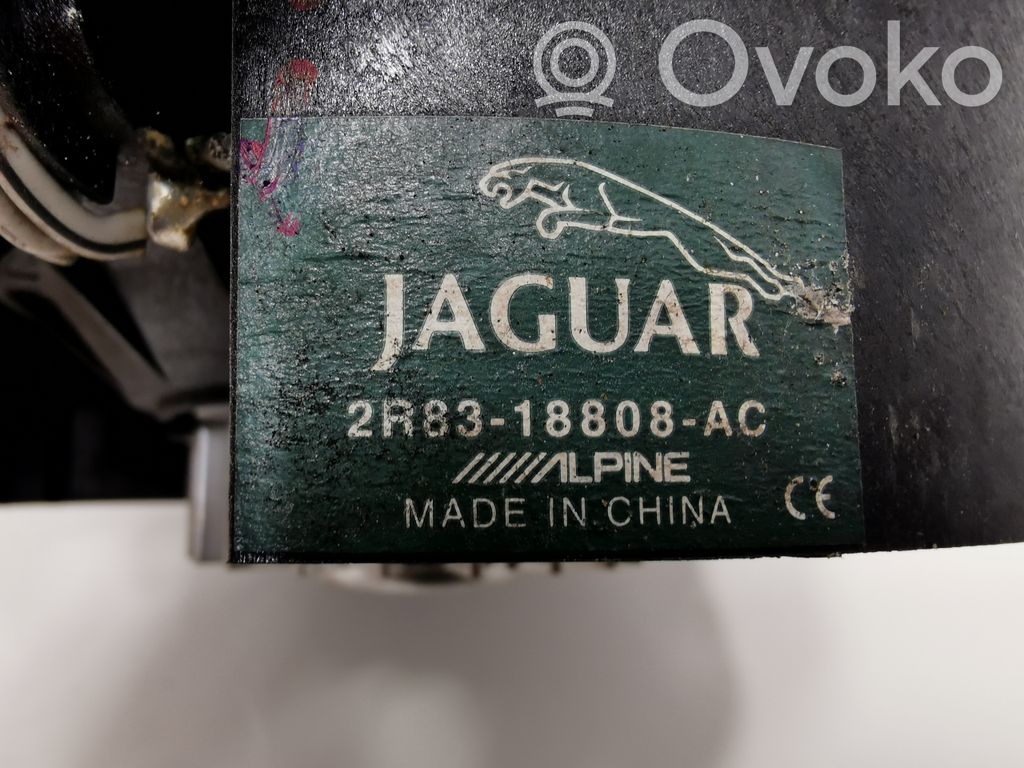 Ovoko
JAGUAR
2R83-18808-AC
ALPINE
MADE IN CHINA
CE